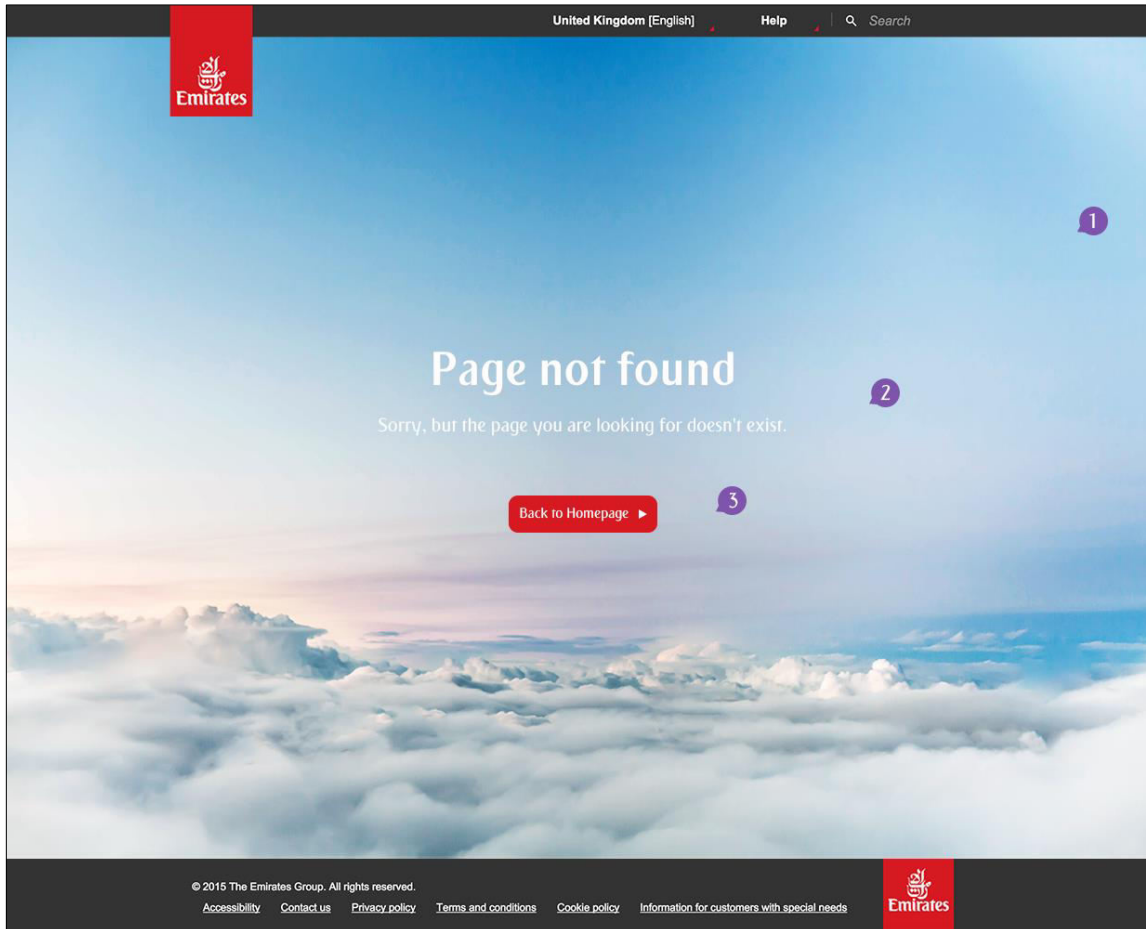 United Kingdom [English] Help Search
Emirates
1
Page not found
2
Sorry, but the page you are looking for doesn't exist.
3
Back to Homepage
© 2015 The Emirates Group. All rights reserved.
Accessibility Contact us Privacy policy Terms and conditions Cookie policy Information for customers with special needs
Emirates